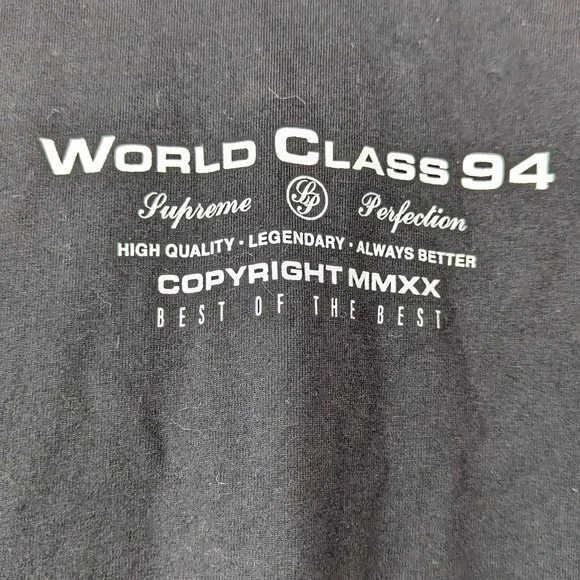 WORLD CLASS 94
Supreme SP Perfection
HIGH QUALITY · LEGENDARY · ALWAYS BETTER
COPYRIGHT MMXX
BEST OF THE BEST